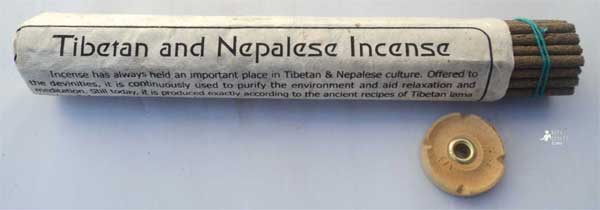 Tibetan and Nepalese Incense
Incense has always held an important place in Tibetan & Nepalese culture. Offered to
the devinities, it is continuously used to purify the environment and aid relaxation and
meditation. Still today, it is produced exactly according to the ancient recipes of Tibetan lama